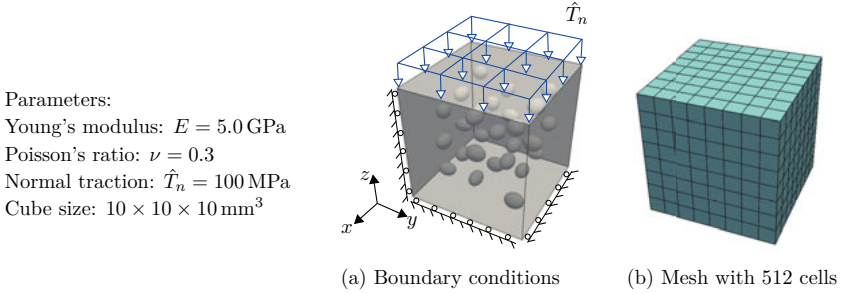 Parameters:
Young's modulus: E = 5.0 GPa
Poisson's ratio: ν = 0.3
Normal traction: T̂ₙ = 100 MPa
Cube size: 10 × 10 × 10 mm³
T̂ₙ
z
x
y
(a) Boundary conditions
(b) Mesh with 512 cells